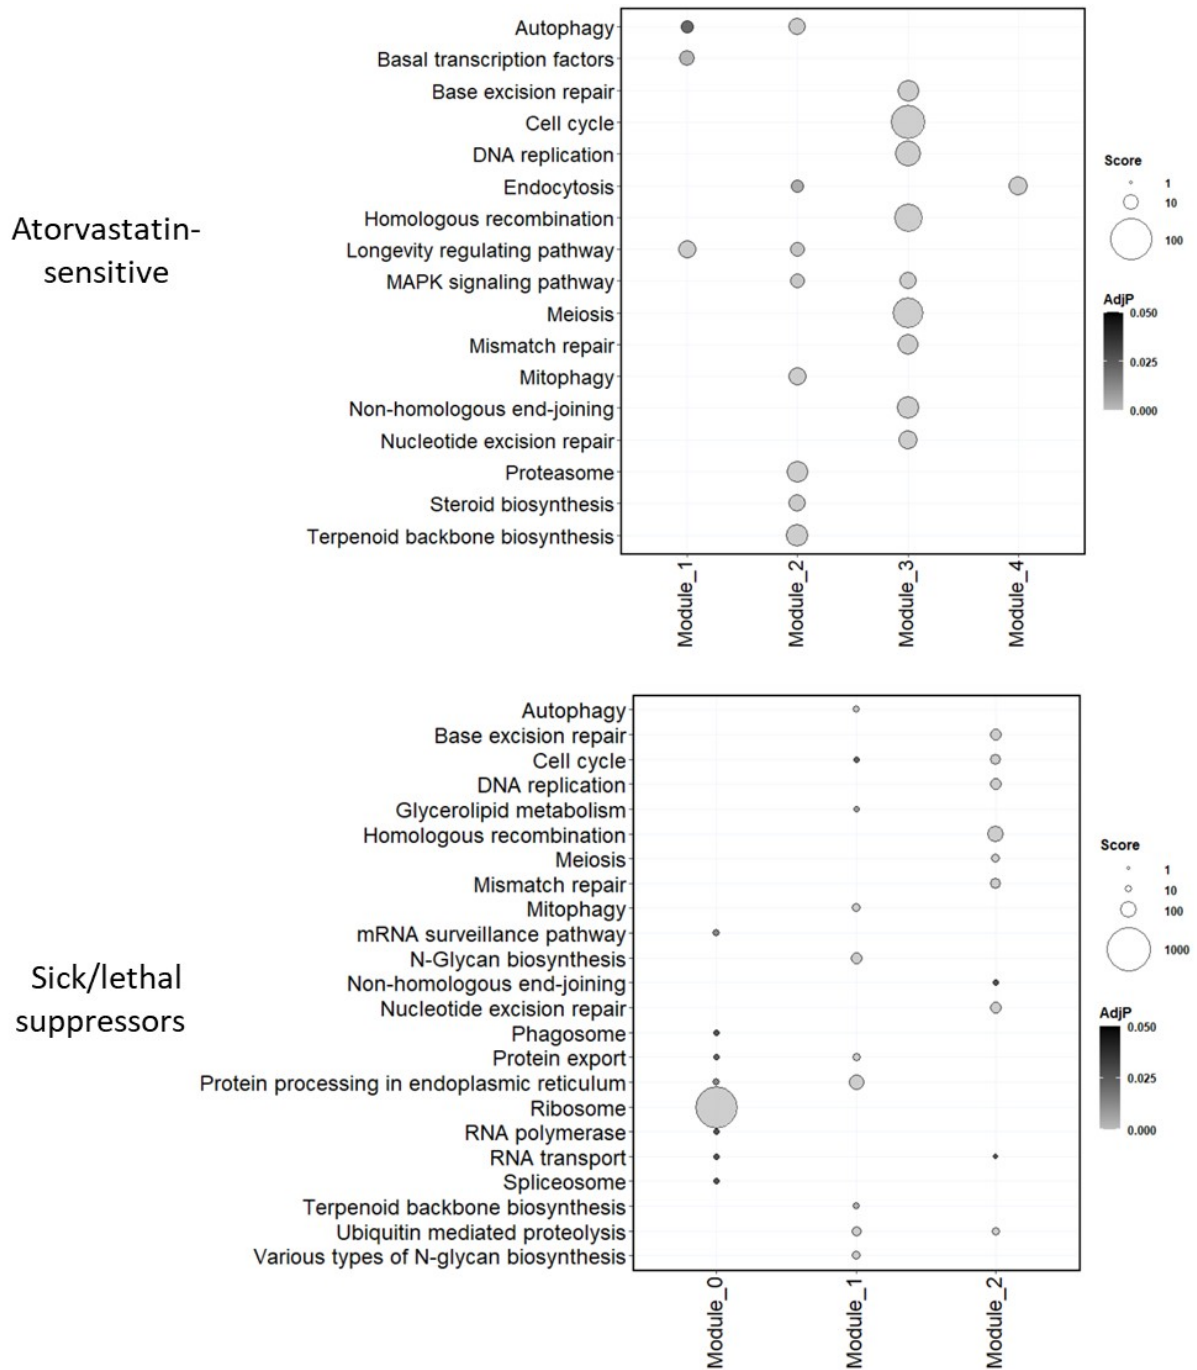 Atorvastatin-
sensitive
Autophagy
Basal transcription factors
Base excision repair
Cell cycle
DNA replication
Endocytosis
Homologous recombination
Longevity regulating pathway
MAPK signaling pathway
Meiosis
Mismatch repair
Mitophagy
Non-homologous end-joining
Nucleotide excision repair
Proteasome
Steroid biosynthesis
Terpenoid backbone biosynthesis
Module_1
Module_2
Module_3
Module_4
Score
1
10
100
AdjP
0.050
0.025
0.000
Sick/lethal
suppressors
Autophagy
Base excision repair
Cell cycle
DNA replication
Glycerolipid metabolism
Homologous recombination
Meiosis
Mismatch repair
Mitophagy
mRNA surveillance pathway
N-Glycan biosynthesis
Non-homologous end-joining
Nucleotide excision repair
Phagosome
Protein export
Protein processing in endoplasmic reticulum
Ribosome
RNA polymerase
RNA transport
Spliceosome
Terpenoid backbone biosynthesis
Ubiquitin mediated proteolysis
Various types of N-glycan biosynthesis
Module_0
Module_1
Module_2
Score
1
10
100
1000
AdjP
0.050
0.025
0.000